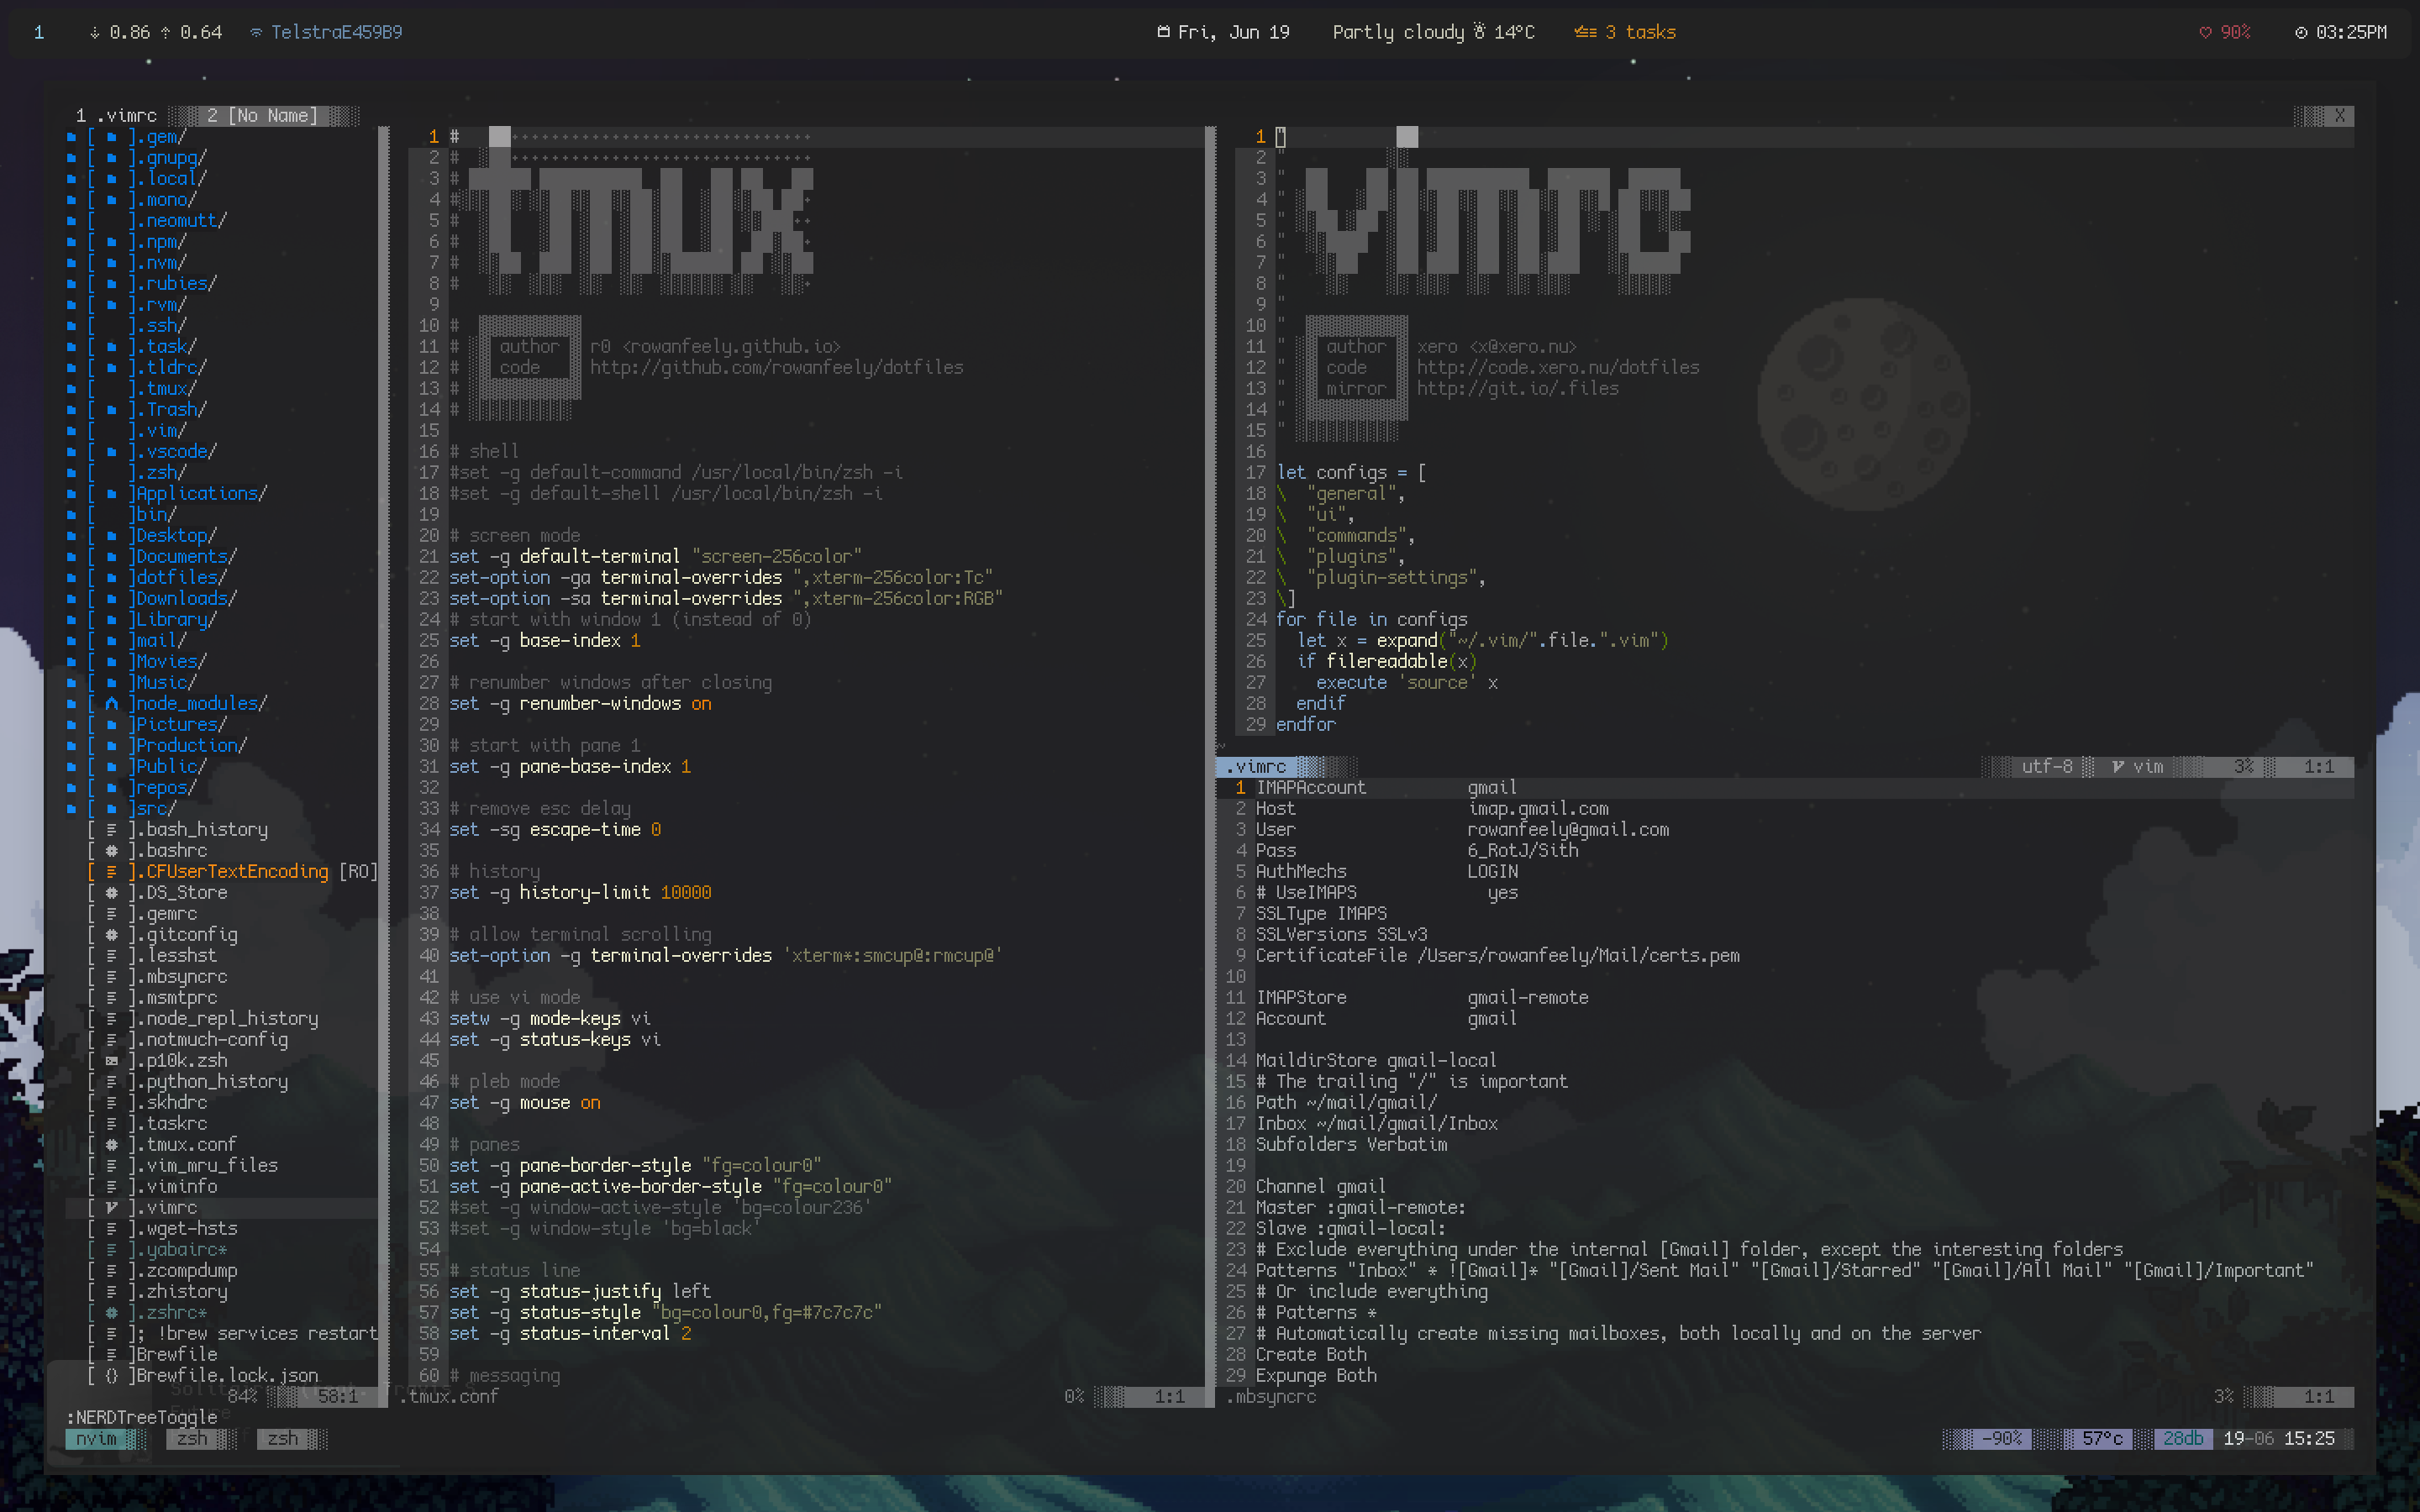 1 ↓ 0.86 ↑ 0.64 TelstraE459B9 Fri, Jun 19 Partly cloudy 14°C 3 tasks 90% 03:25PM
1 .vimrc 2 [No Name] X
[ ].gem/
[ ].gnupg/
[ ].local/
[ ].mono/
[ ].neomutt/
[ ].npm/
[ ].nvm/
[ ].rubies/
[ ].rvm/
[ ].ssh/
[ ].task/
[ ].tldrc/
[ ].tmux/
[ ].Trash/
[ ].vim/
[ ].vscode/
[ ].zsh/
[ ]Applications/
[ ]bin/
[ ]Desktop/
[ ]Documents/
[ ]dotfiles/
[ ]Downloads/
[ ]Library/
[ ]mail/
[ ]Movies/
[ ]Music/
[ ]node_modules/
[ ]Pictures/
[ ]Production/
[ ]Public/
[ ]repos/
[ ]src/
[ ].bash_history
[ ].bashrc
[ ].CFUserTextEncoding [RO]
[ ].DS_Store
[ ].gemrc
[ ].gitconfig
[ ].lesshst
[ ].mbsyncrc
[ ].msmtprc
[ ].node_repl_history
[ ].notmuch-config
[ ].p10k.zsh
[ ].python_history
[ ].skhdrc
[ ].taskrc
[ ].tmux.conf
[ ].vim_mru_files
[ ].viminfo
[ ].vimrc
[ ].wget-hsts
[ ].yabairc*
[ ].zcompdump
[ ].zhistory
[ ].zshrc*
[ ]; !brew services restart
[ ]Brewfile
[ {} ]Brewfile.lock.json
84% 58:1
1 #
2 #
3 # tmux
4 #
5 #
6 #
7 #
8 #
9
10 #
11 # author r0 <rowanfeely.github.io>
12 # code http://github.com/rowanfeely/dotfiles
13 #
14 #
15
16 # shell
17 #set -g default-command /usr/local/bin/zsh -i
18 #set -g default-shell /usr/local/bin/zsh -i
19
20 # screen mode
21 set -g default-terminal "screen-256color"
22 set-option -ga terminal-overrides ",xterm-256color:Tc"
23 set-option -sa terminal-overrides ",xterm-256color:RGB"
24 # start with window 1 (instead of 0)
25 set -g base-index 1
26
27 # renumber windows after closing
28 set -g renumber-windows on
29
30 # start with pane 1
31 set -g pane-base-index 1
32
33 # remove esc delay
34 set -sg escape-time 0
35
36 # history
37 set -g history-limit 10000
38
39 # allow terminal scrolling
40 set-option -g terminal-overrides 'xterm*:smcup@:rmcup@'
41
42 # use vi mode
43 setw -g mode-keys vi
44 set -g status-keys vi
45
46 # pleb mode
47 set -g mouse on
48
49 # panes
50 set -g pane-border-style "fg=colour0"
51 set -g pane-active-border-style "fg=colour0"
52 #set -g window-active-style 'bg=colour236'
53 #set -g window-style 'bg=black'
54
55 # status line
56 set -g status-justify left
57 set -g status-style "bg=colour0,fg=#7c7c7c"
58 set -g status-interval 2
59
60 # messaging
.tmux.conf 0% 1:1
1 "
2 "
3 " vimrc
4 "
5 "
6 "
7 "
8 "
9 "
10 "
11 " author xero <x@xero.nu>
12 " code http://code.xero.nu/dotfiles
13 " mirror http://git.io/.files
14 "
15 "
16
17 let configs = [
18 \  "general",
19 \  "ui",
20 \  "commands",
21 \  "plugins",
22 \  "plugin-settings",
23 \]
24 for file in configs
25   let x = expand("~/.vim/".file.".vim")
26   if filereadable(x)
27     execute 'source' x
28   endif
29 endfor
~
.vimrc utf-8 vim 3% 1:1
1 IMAPAccount gmail
2 Host imap.gmail.com
3 User rowanfeely@gmail.com
4 Pass 6_RotJ/Sith
5 AuthMechs LOGIN
6 # UseIMAPS yes
7 SSLType IMAPS
8 SSLVersions SSLv3
9 CertificateFile /Users/rowanfeely/Mail/certs.pem
10
11 IMAPStore gmail-remote
12 Account gmail
13
14 MaildirStore gmail-local
15 # The trailing "/" is important
16 Path ~/mail/gmail/
17 Inbox ~/mail/gmail/Inbox
18 Subfolders Verbatim
19
20 Channel gmail
21 Master :gmail-remote:
22 Slave :gmail-local:
23 # Exclude everything under the internal [Gmail] folder, except the interesting folders
24 Patterns "Inbox" * ![Gmail]* "[Gmail]/Sent Mail" "[Gmail]/Starred" "[Gmail]/All Mail" "[Gmail]/Important"
25 # Or include everything
26 # Patterns *
27 # Automatically create missing mailboxes, both locally and on the server
28 Create Both
29 Expunge Both
.mbsyncrc 3% 1:1
:NERDTreeToggle
nvim zsh zsh -90% 57°c 28db 19-06 15:25